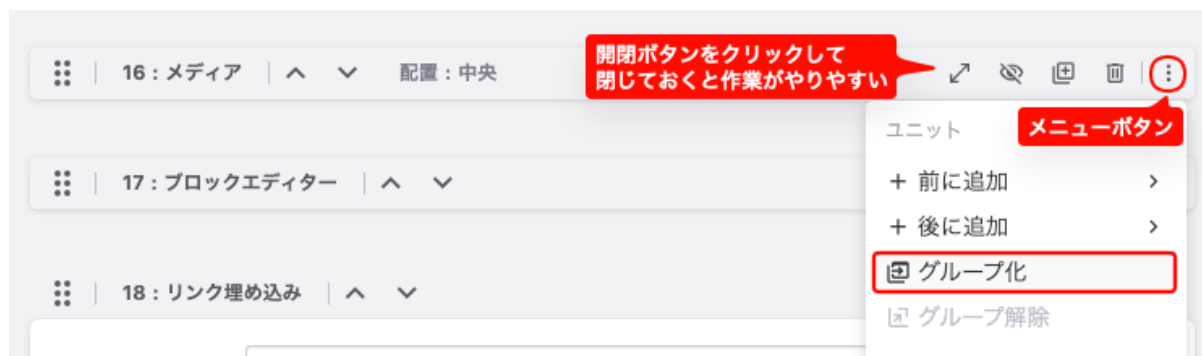 開閉ボタンをクリックして
閉じておくと作業がやりやすい
16:メディア
配置:中央
メニューボタン
ユニット
17:ブロックエディター
+ 前に追加
+ 後に追加
グループ化
18:リンク埋め込み
グループ解除